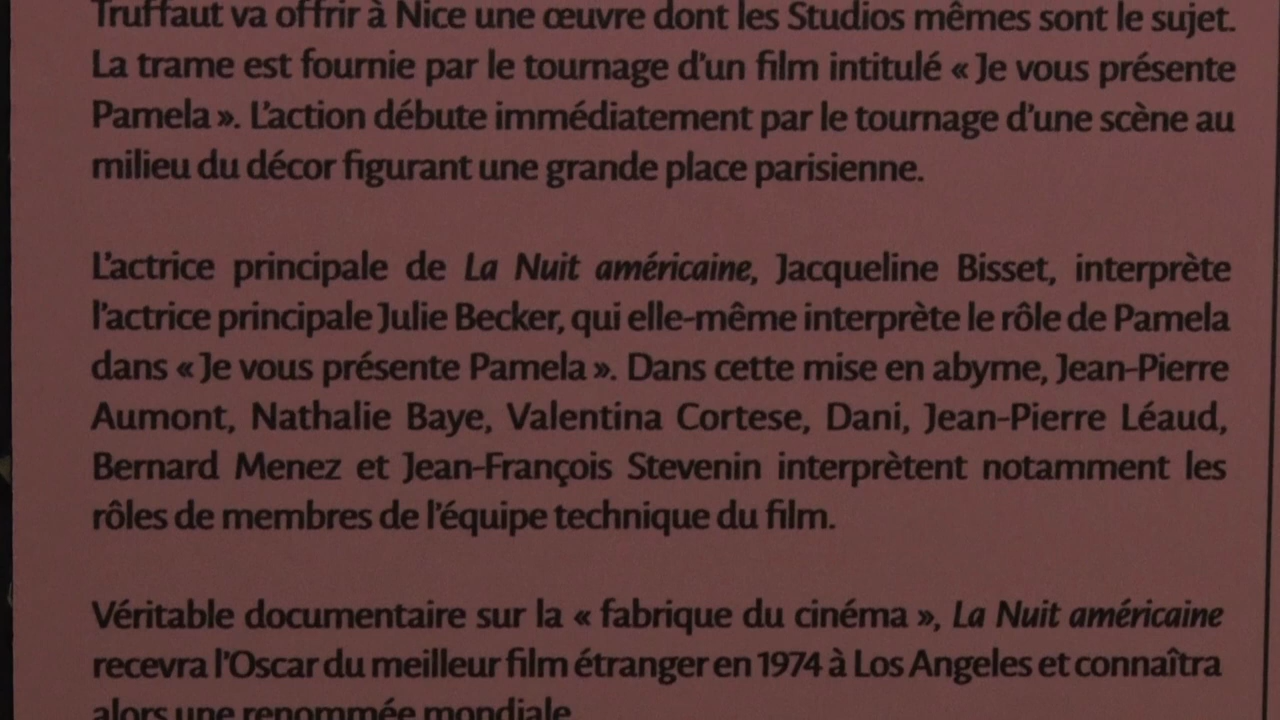 Truffaut va offrir à Nice une œuvre dont les Studios mêmes sont le sujet.
La trame est fournie par le tournage d'un film intitulé « Je vous présente
Pamela ». L'action débute immédiatement par le tournage d'une scène au
milieu du décor figurant une grande place parisienne.
L'actrice principale de La Nuit américaine, Jacqueline Bisset, interprète
l'actrice principale Julie Becker, qui elle-même interprète le rôle de Pamela
dans « Je vous présente Pamela ». Dans cette mise en abyme, Jean-Pierre
Aumont, Nathalie Baye, Valentina Cortese, Dani, Jean-Pierre Léaud,
Bernard Menez et Jean-François Stevenin interprètent notamment les
rôles de membres de l'équipe technique du film.
Véritable documentaire sur la « fabrique du cinéma », La Nuit américaine
recevra l'Oscar du meilleur film étranger en 1974 à Los Angeles et connaîtra
alors une renommée mondiale